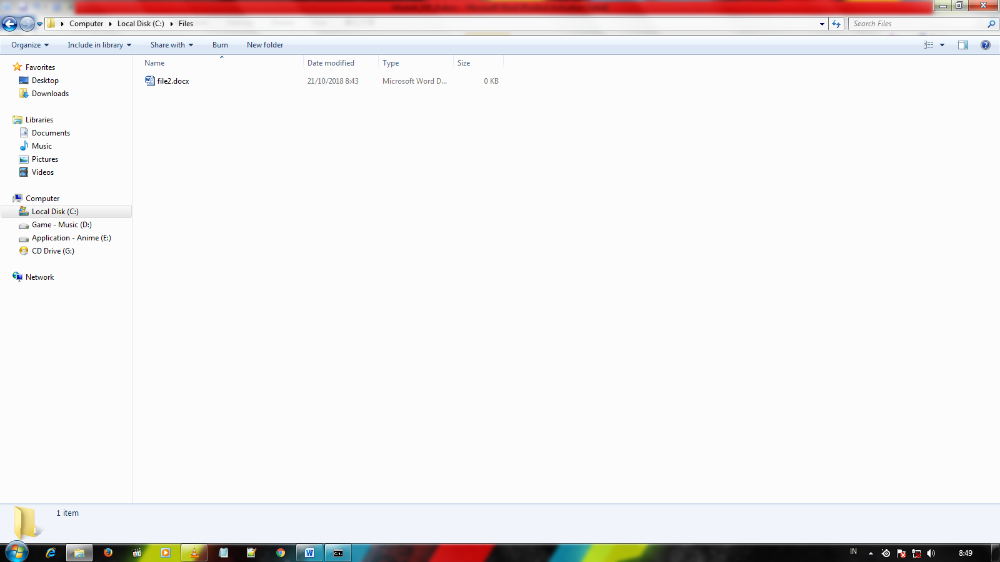 Computer Local Disk (C:) Files Search Files
Organize Include in library Share with Burn New folder
Name Date modified Type Size
file2.docx 21/10/2018 8:43 Microsoft Word D... 0 KB
Favorites
Desktop
Downloads
Libraries
Documents
Music
Pictures
Videos
Computer
Local Disk (C:)
Game - Music (D:)
Application - Anime (E:)
CD Drive (G:)
Network
1 item
IN 8:49